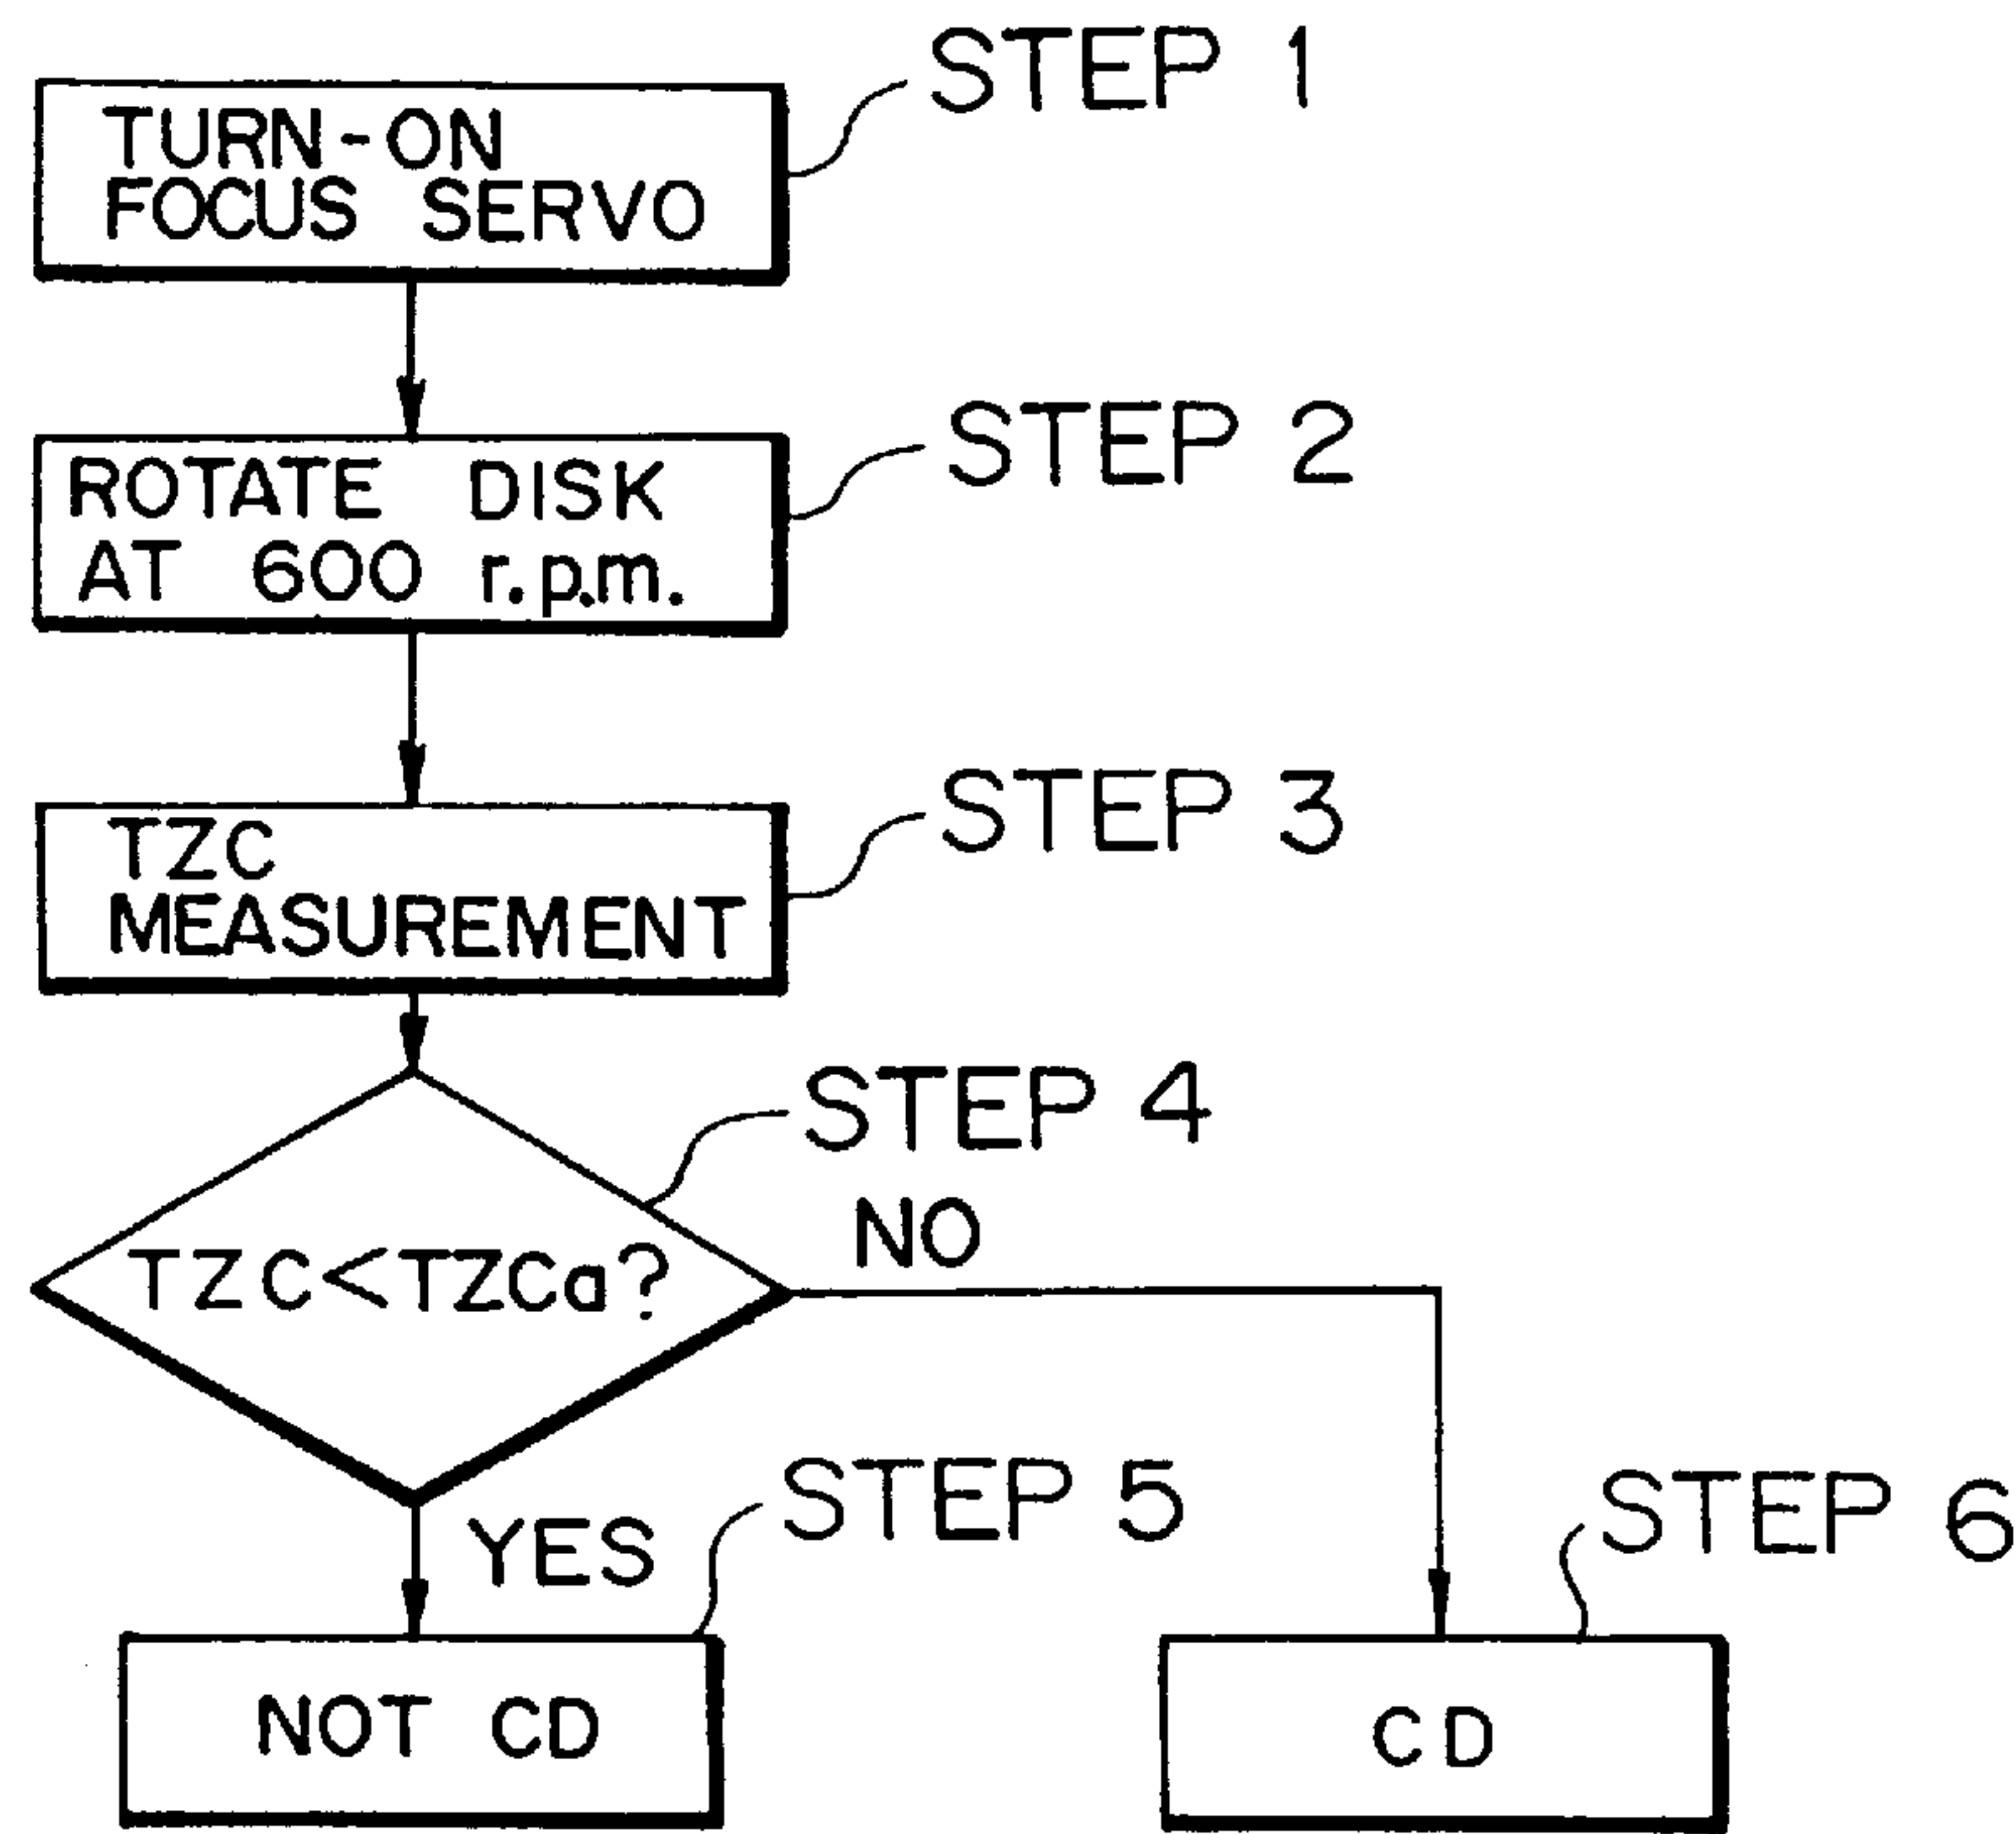 STEP 1
TURN-ON
FOCUS SERVO
STEP 2
ROTATE DISK
AT 600 r.p.m.
STEP 3
TZC
MEASUREMENT
STEP 4
NO
TZC<TZCa?
STEP 5
STEP 6
YES
NOT CD
CD